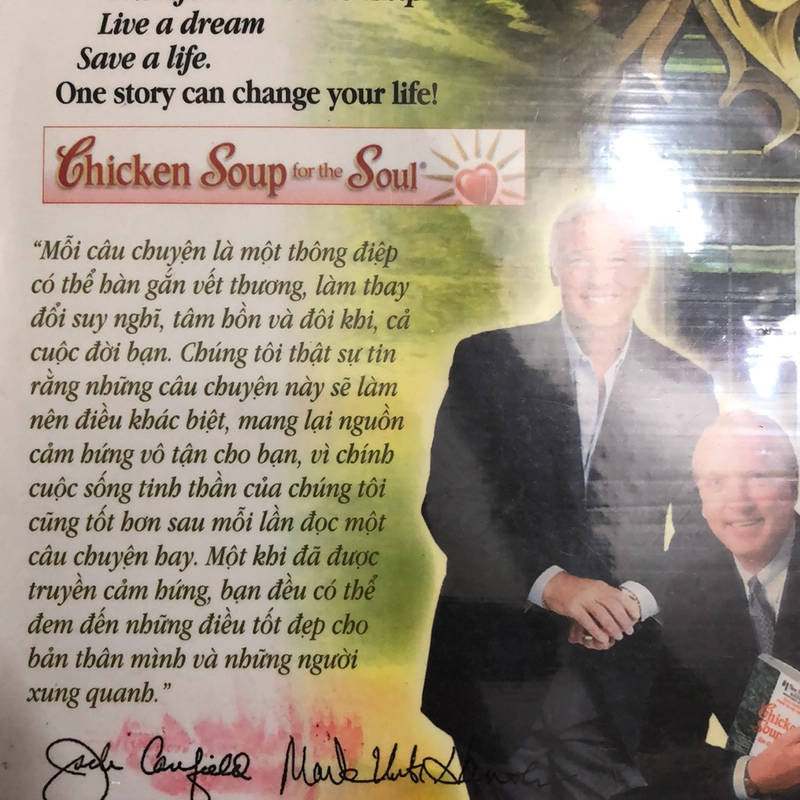 Live a dream
Save a life.
One story can change your life!
Chicken Soup for the Soul®
“Mỗi câu chuyện là một thông điệp
có thể hàn gắn vết thương, làm thay
đổi suy nghĩ, tâm hồn và đôi khi, cả
cuộc đời bạn. Chúng tôi thật sự tin
rằng những câu chuyện này sẽ làm
nên điều khác biệt, mang lại nguồn
cảm hứng vô tận cho bạn, vì chính
cuộc sống tinh thần của chúng tôi
cũng tốt hơn sau mỗi lần đọc một
câu chuyện hay. Một khi đã được
truyền cảm hứng, bạn đều có thể
đem đến những điều tốt đẹp cho
bản thân mình và những người
xung quanh.”
Jack Canfield Mark
Chicken
Soup